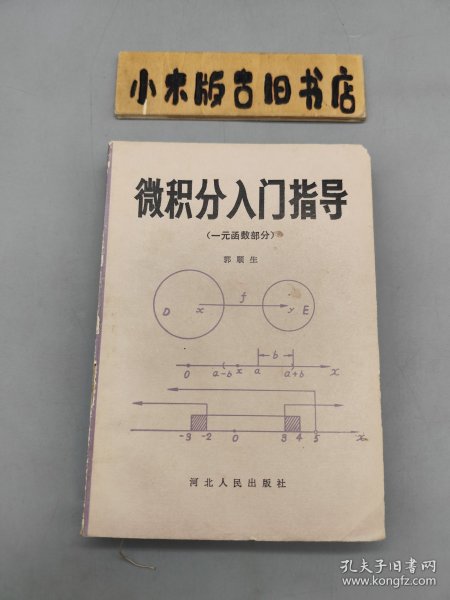 小木版古旧书店
微积分入门指导
(一元函数部分)
郭顺生
D x f y E
b
0 a-b x a a+b x
-3 -2 0 3 4 5 x
河北人民出版社
孔夫子旧书网
www.kongfz.com